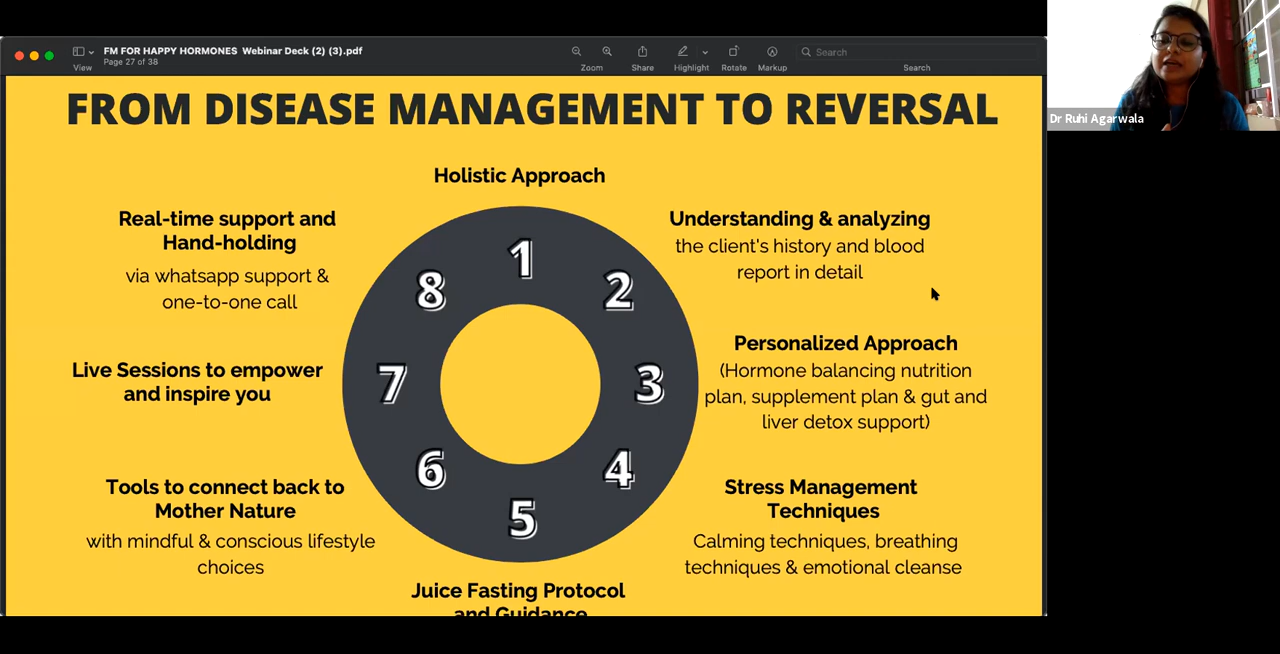 FM FOR HAPPY HORMONES Webinar Deck (2) (3).pdf
Page 27 of 38
View
Zoom
Share
Highlight
Rotate
Markup
Search
Search
Dr Ruhi Agarwala
FROM DISEASE MANAGEMENT TO REVERSAL
Holistic Approach
1
Understanding & analyzing
the client's history and blood
report in detail
2
Personalized Approach
(Hormone balancing nutrition
plan, supplement plan & gut and
liver detox support)
3
Stress Management
Techniques
Calming techniques, breathing
techniques & emotional cleanse
4
Juice Fasting Protocol
and Guidance
5
Tools to connect back to
Mother Nature
with mindful & conscious lifestyle
choices
6
Live Sessions to empower
and inspire you
7
Real-time support and
Hand-holding
via whatsapp support &
one-to-one call
8